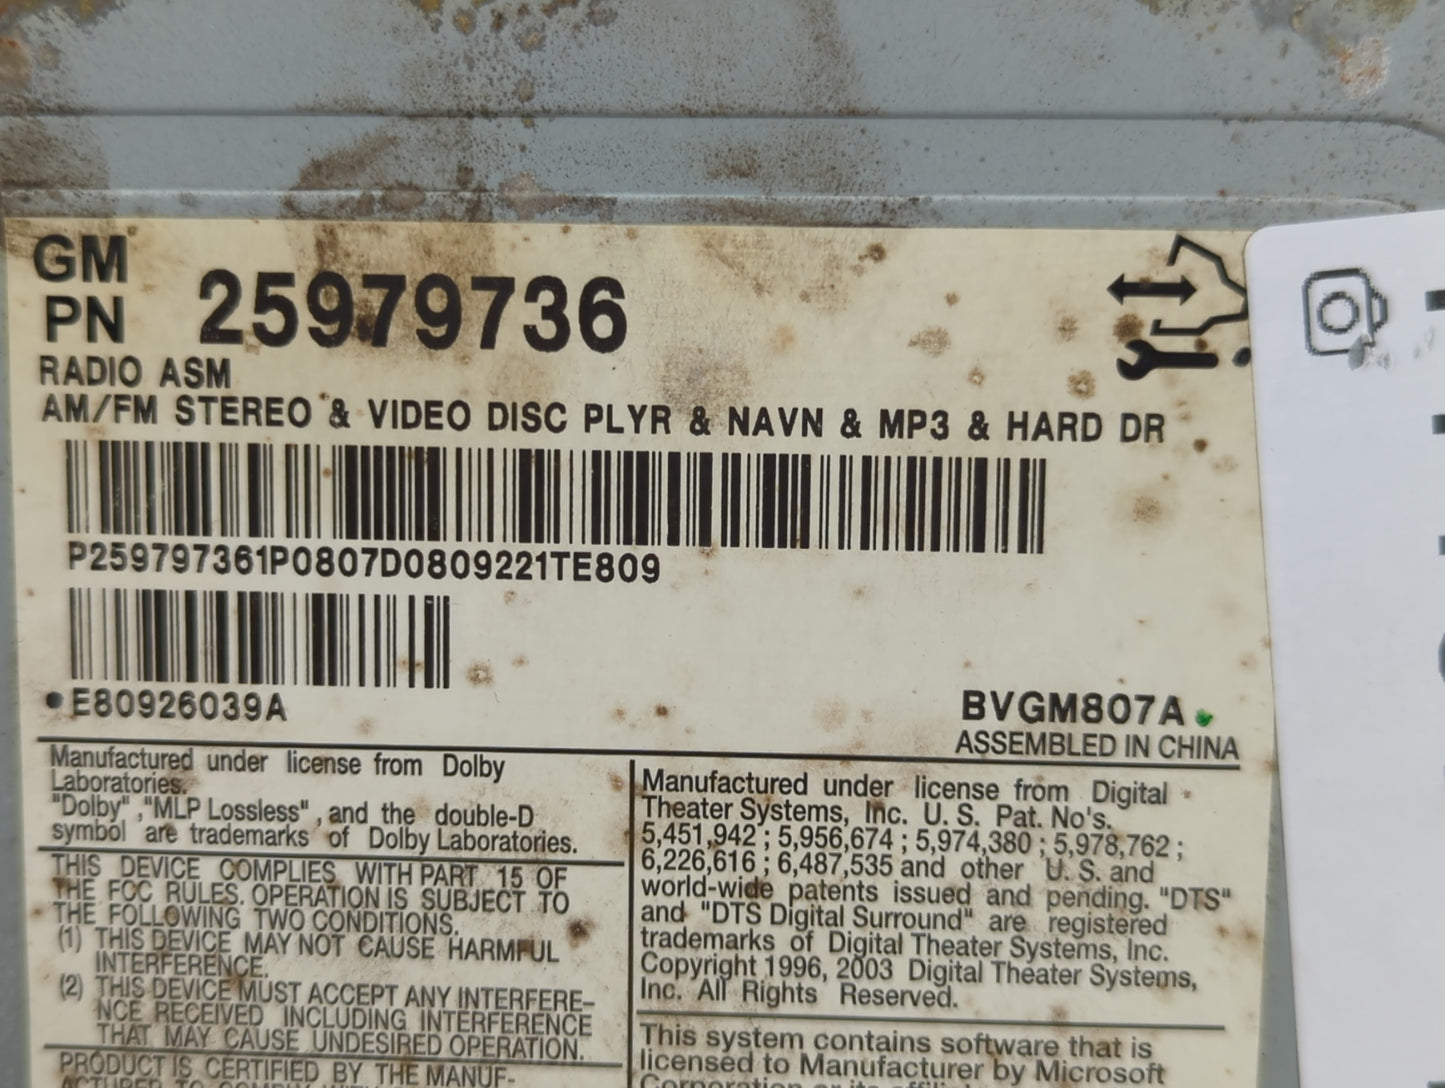 GM
PN 25979736
RADIO ASM
AM/FM STEREO & VIDEO DISC PLYR & NAVN & MP3 & HARD DR
P259797361P0807D0809221TE809
E80926039A
BVGM807A
ASSEMBLED IN CHINA
Manufactured under license from Dolby
Laboratories.
"Dolby","MLP Lossless", and the double-D
symbol are trademarks of Dolby Laboratories.
THIS DEVICE COMPLIES WITH PART 15 OF
THE FCC RULES. OPERATION IS SUBJECT TO
THE FOLLOWING TWO CONDITIONS.
(1) THIS DEVICE MAY NOT CAUSE HARMFUL
INTERFERENCE.
(2) THIS DEVICE MUST ACCEPT ANY INTERFERE-
NCE RECEIVED INCLUDING INTERFERENCE
THAT MAY CAUSE UNDESIRED OPERATION.
PRODUCT IS CERTIFIED BY THE MANUF-
ACTURER TO COMPLY WITH
Manufactured under license from Digital
Theater Systems, Inc. U. S. Pat. No's.
5,451,942 ; 5,956,674 ; 5,974,380 ; 5,978,762 ;
6,226,616 ; 6,487,535 and other U. S. and
world-wide patents issued and pending. "DTS"
and "DTS Digital Surround" are registered
trademarks of Digital Theater Systems, Inc.
Copyright 1996, 2003 Digital Theater Systems,
Inc. All Rights Reserved.
This system contains software that is
licensed to Manufacturer by Microsoft
Corporation or its